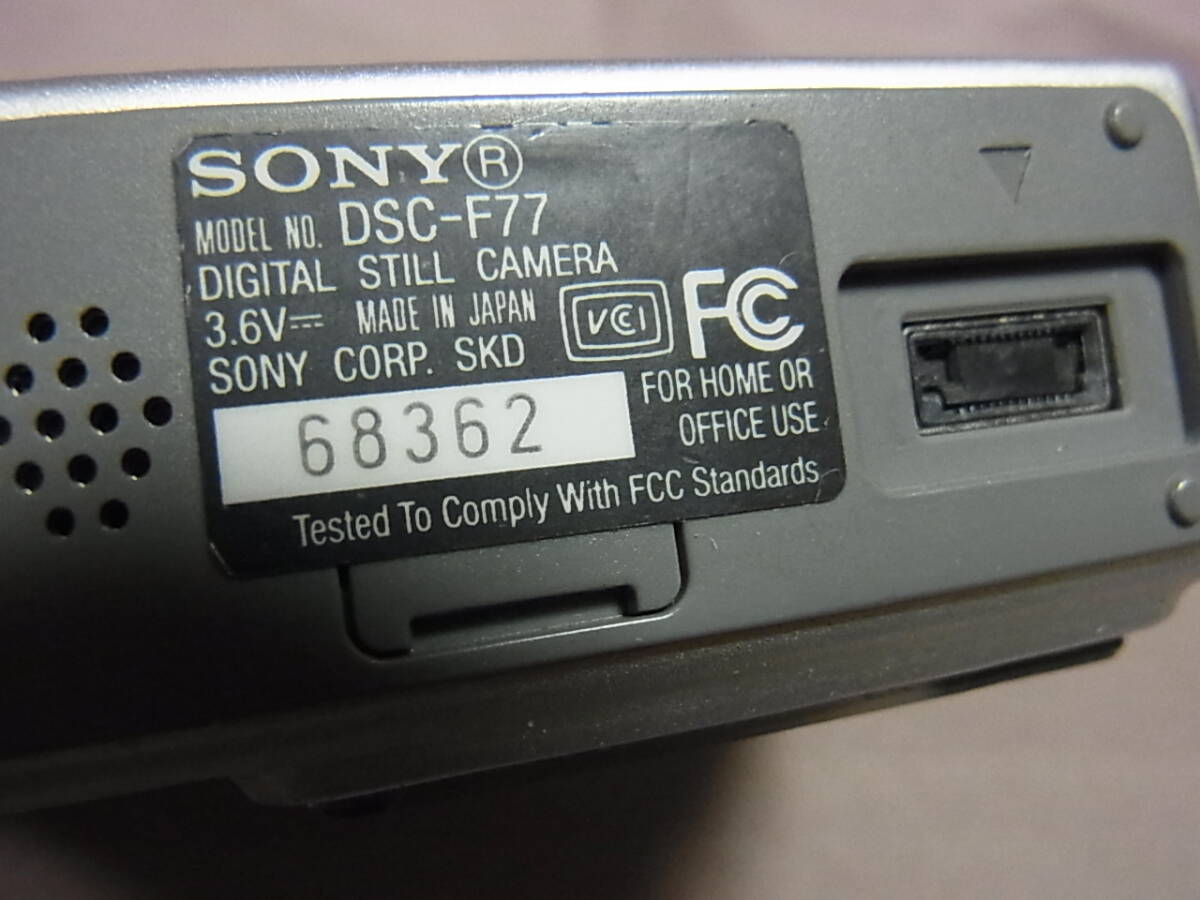 SONY®
MODEL NO. DSC-F77
DIGITAL STILL CAMERA
3.6V⎓ MADE IN JAPAN
SONY CORP. SKD
VCI
FC
68362
FOR HOME OR
OFFICE USE
Tested To Comply With FCC Standards